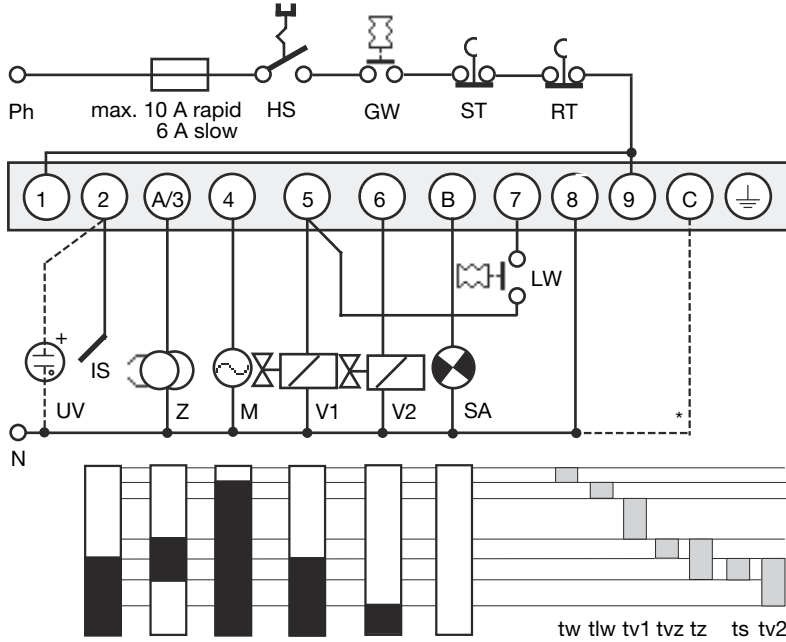 Ph
max. 10 A rapid
6 A slow
HS
GW
ST
RT
1 2 A/3 4 5 6 B 7 8 9 C
LW
+
UV
IS
Z
M
V1
V2
SA
*
N
tw tlw tv1 tvz tz ts tv2